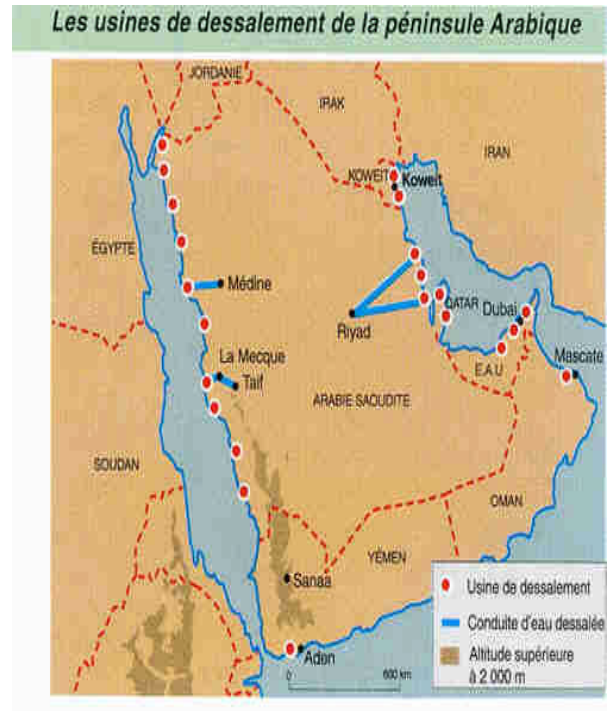 Les usines de dessalement de la péninsule Arabique
JORDANIE
IRAK
IRAN
KOWEIT
Koweit
ÉGYPTE
Médine
QATAR
Dubai
Riyad
Mascate
La Mecque
E.A.U
Taif
ARABIE SAOUDITE
SOUDAN
OMAN
YÉMEN
Sanaa
Usine de dessalement
Conduite d'eau dessalée
Aden
0
600 km
Altitude supérieure
à 2 000 m